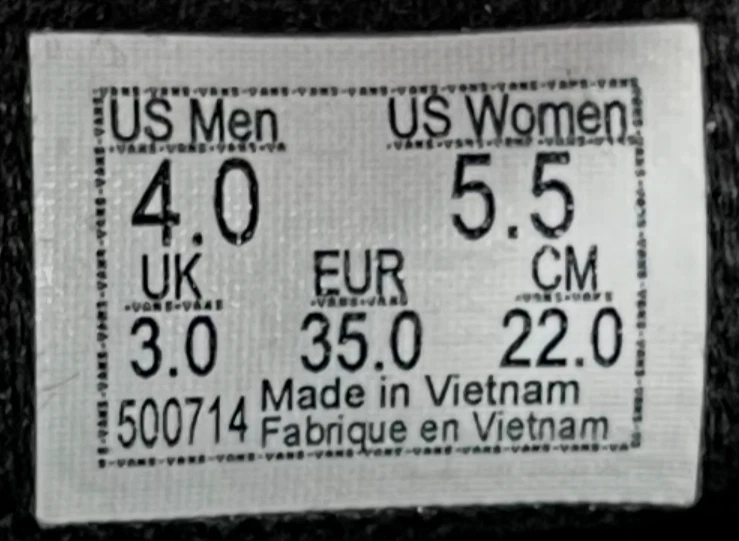 US Men US Women
4.0 5.5
UK EUR CM
3.0 35.0 22.0
500714 Made in Vietnam
Fabrique en Vietnam